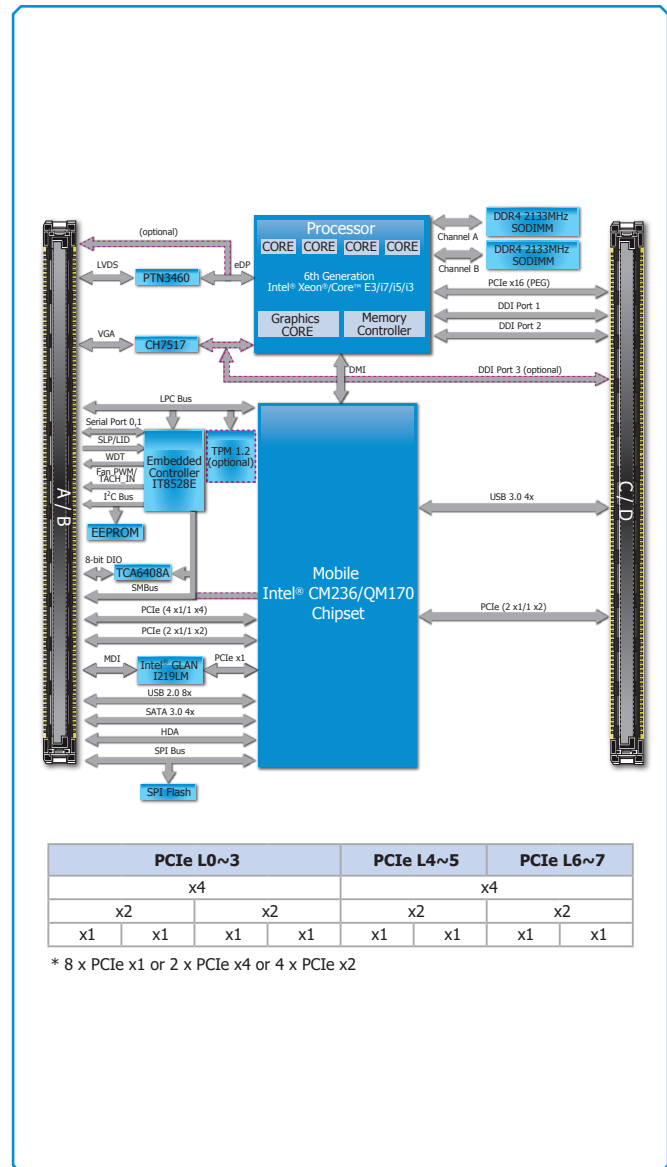 Processor
CORE CORE CORE CORE
6th Generation
Intel® Xeon®/Core™ E3/i7/i5/i3
Graphics
CORE
Memory
Controller
DDR4 2133MHz
SODIMM
Channel A
DDR4 2133MHz
SODIMM
Channel B
PCIe x16 (PEG)
DDI Port 1
DDI Port 2
(optional)
LVDS
PTN3460
eDP
VGA
CH7517
DMI
DDI Port 3 (optional)
LPC Bus
Serial Port 0,1
SLP/LID
WDT
Fan PWM/
TACH_IN
I²C Bus
Embedded
Controller
IT8528E
TPM 1.2
(optional)
EEPROM
8-bit DIO
TCA6408A
SMBus
PCIe (4 x1/1 x4)
PCIe (2 x1/1 x2)
MDI
Intel® GLAN
I219LM
PCIe x1
USB 2.0 8x
SATA 3.0 4x
HDA
SPI Bus
SPI Flash
Mobile
Intel® CM236/QM170
Chipset
USB 3.0 4x
PCIe (2 x1/1 x2)
A / B
C / D
PCIe L0~3 PCIe L4~5 PCIe L6~7
x4 x4
x2 x2 x2 x2
x1 x1 x1 x1 x1 x1 x1 x1
* 8 x PCIe x1 or 2 x PCIe x4 or 4 x PCIe x2